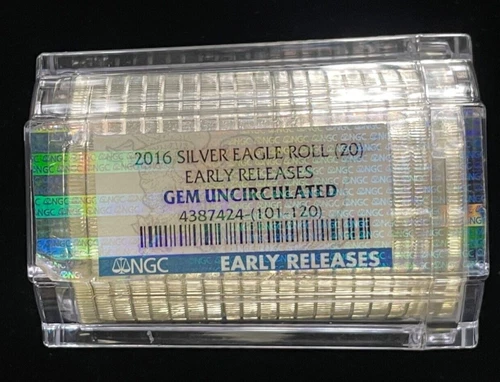 2016 SILVER EAGLE ROLL (20)
EARLY RELEASES
GEM UNCIRCULATED
4387424-(101-120)
NGC EARLY RELEASES